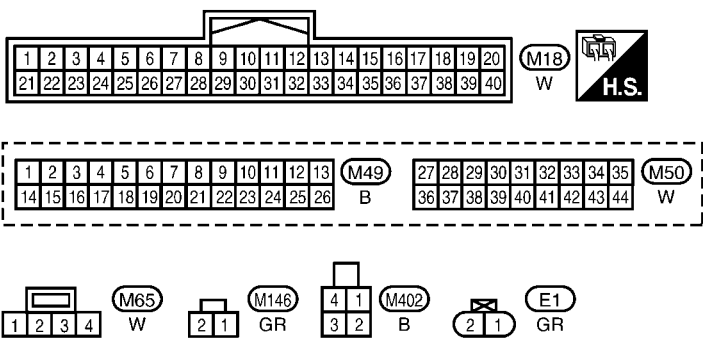 1 2 3 4 5 6 7 8 9 10 11 12 13 14 15 16 17 18 19 20 M18
21 22 23 24 25 26 27 28 29 30 31 32 33 34 35 36 37 38 39 40 W H.S.
1 2 3 4 5 6 7 8 9 10 11 12 13 M49 27 28 29 30 31 32 33 34 35 M50
14 15 16 17 18 19 20 21 22 23 24 25 26 B 36 37 38 39 40 41 42 43 44 W
M65 M146 4 1 M402 E1
1 2 3 4 W 2 1 GR 3 2 B 2 1 GR